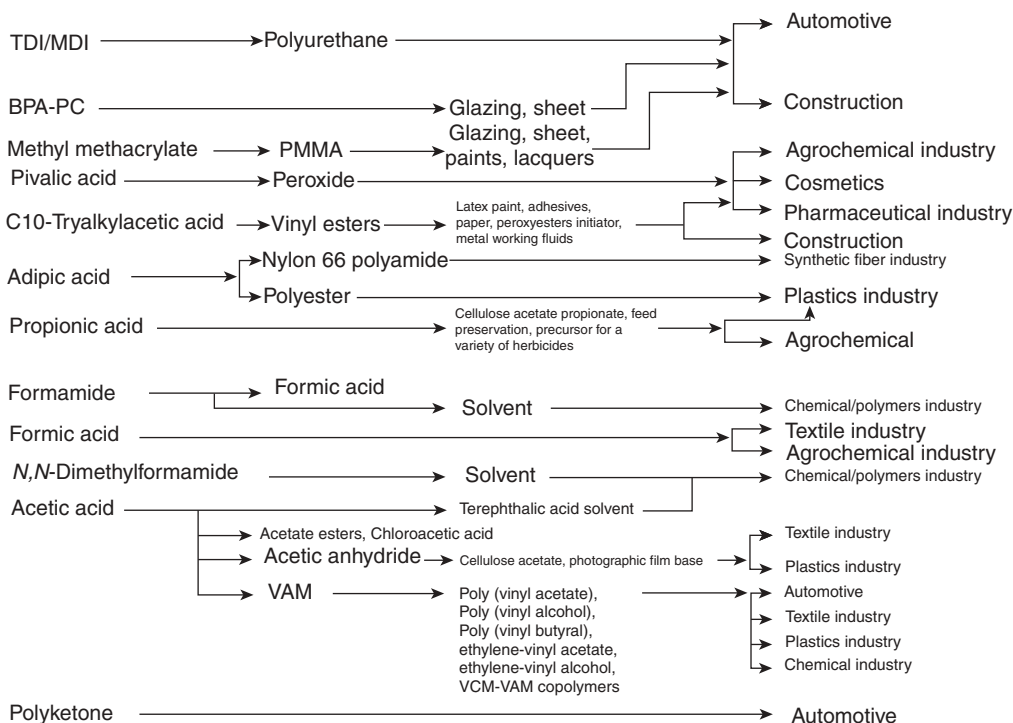 TDI/MDI
Polyurethane
Automotive
BPA-PC
Glazing, sheet
Construction
Methyl methacrylate
PMMA
Glazing, sheet,
paints, lacquers
Agrochemical industry
Pivalic acid
Peroxide
Cosmetics
Pharmaceutical industry
C10-Tryalkylacetic acid
Vinyl esters
Latex paint, adhesives,
paper, peroxyesters initiator,
metal working fluids
Construction
Adipic acid
Nylon 66 polyamide
Synthetic fiber industry
Polyester
Plastics industry
Propionic acid
Cellulose acetate propionate, feed
preservation, precursor for a
variety of herbicides
Agrochemical
Formamide
Formic acid
Solvent
Chemical/polymers industry
Formic acid
Textile industry
Agrochemical industry
N,N-Dimethylformamide
Solvent
Chemical/polymers industry
Acetic acid
Terephthalic acid solvent
Acetate esters, Chloroacetic acid
Acetic anhydride
Cellulose acetate, photographic film base
Textile industry
Plastics industry
VAM
Poly (vinyl acetate),
Poly (vinyl alcohol),
Poly (vinyl butyral),
ethylene-vinyl acetate,
ethylene-vinyl alcohol,
VCM-VAM copolymers
Automotive
Textile industry
Plastics industry
Chemical industry
Polyketone
Automotive